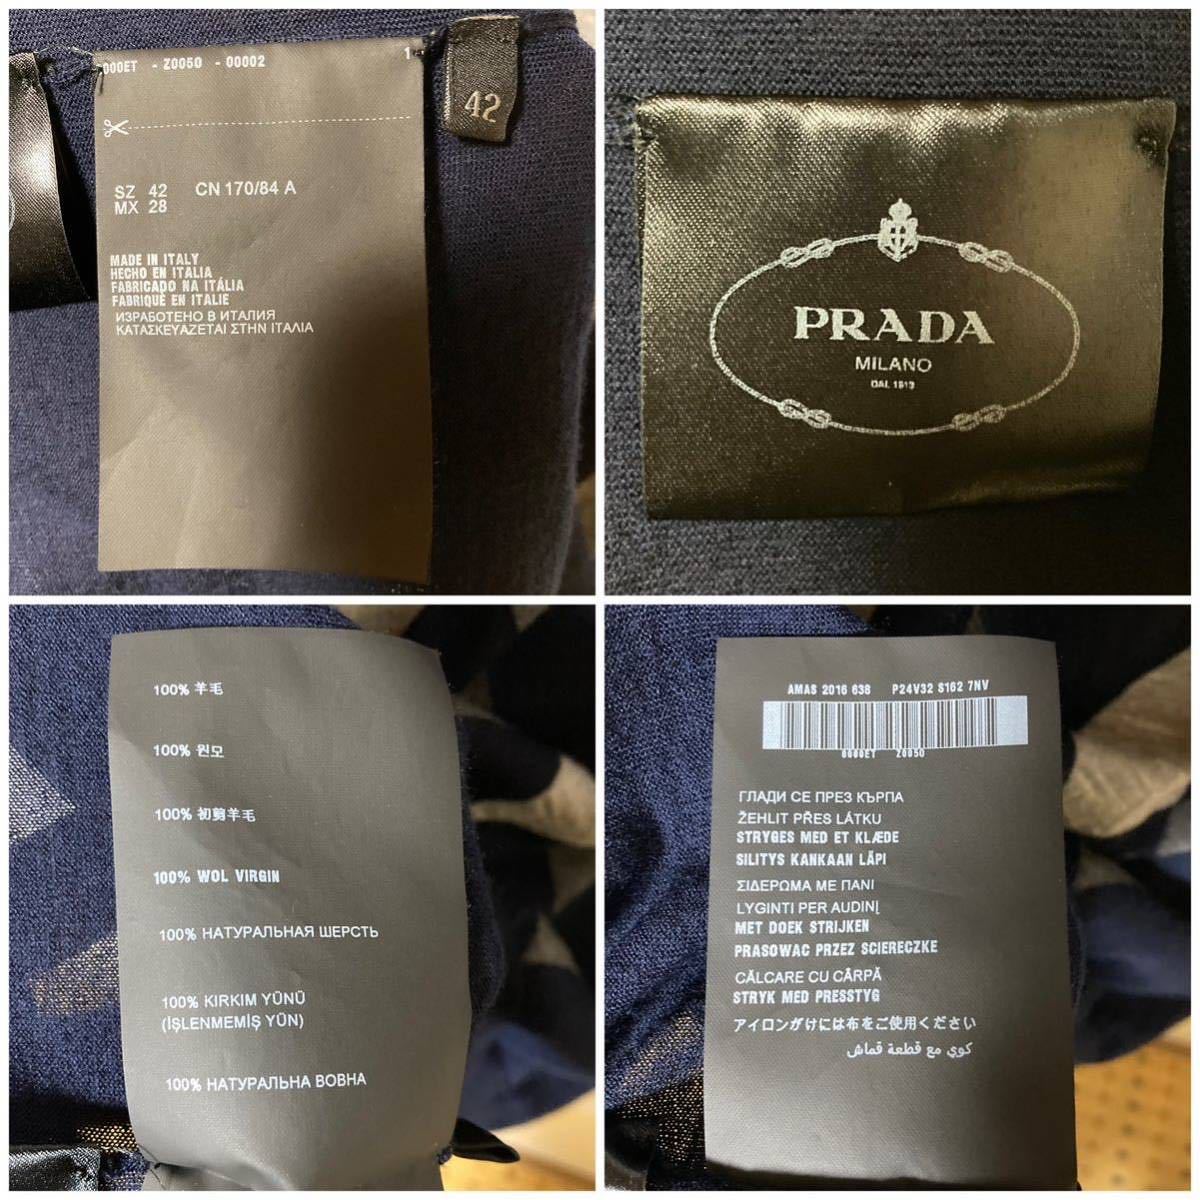 000ET - Z0050 - 00002 1
42
SZ 42 CN 170/84 A
MX 28
MADE IN ITALY
HECHO EN ITALIA
FABRICADO NA ITÁLIA
FABRIQUÉ EN ITALIE
ИЗРАБОТЕНО В ИТАЛИЯ
ΚΑΤΑΣΚΕΥΑΖΕΤΑΙ ΣΤΗΝ ΙΤΑΛΙΑ
PRADA
MILANO
DAL 1913
100% 羊毛
100% 원모
100% 初剪羊毛
100% WOL VIRGIN
100% НАТУРАЛЬНАЯ ШЕРСТЬ
100% KIRKIM YÜNÜ
(İŞLENMEMİŞ YÜN)
100% НАТУРАЛЬНА ВОВНА
AMAS 2016 638 P24V32 S162 7NV
0000ET Z0050
ГЛАДИ СЕ ПРЕЗ КЪРПА
ŽEHLIT PŘES LÁTKU
STRYGES MED ET KLÆDE
SILITYS KANKAAN LÄPI
ΣΙΔΕΡΩΜΑ ΜΕ ΠΑΝΙ
LYGINTI PER AUDINĮ
MET DOEK STRIJKEN
PRASOWAC PRZEZ SCIERECZKE
CĂLCARE CU CÂRPĂ
STRYK MED PRESSTYG
アイロンがけには布をご使用ください
كوي مع قطعة قماش